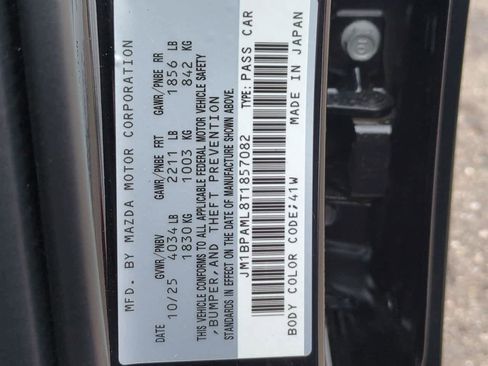 MFD. BY MAZDA MOTOR CORPORATION
DATE GVWR/PNBV GAWR/PNBE FRT GAWR/PNBE RR
10/25 4034 LB 2211 LB 1856 LB
1830 KG 1003 KG 842 KG
THIS VEHICLE CONFORMS TO ALL APPLICABLE FEDERAL MOTOR VEHICLE SAFETY
,BUMPER,AND THEFT PREVENTION
STANDARDS IN EFFECT ON THE DATE OF MANUFACTURE SHOWN ABOVE.
JM1BPAML8T1857082 TYPE: PASS CAR
BODY COLOR CODE:41W MADE IN JAPAN